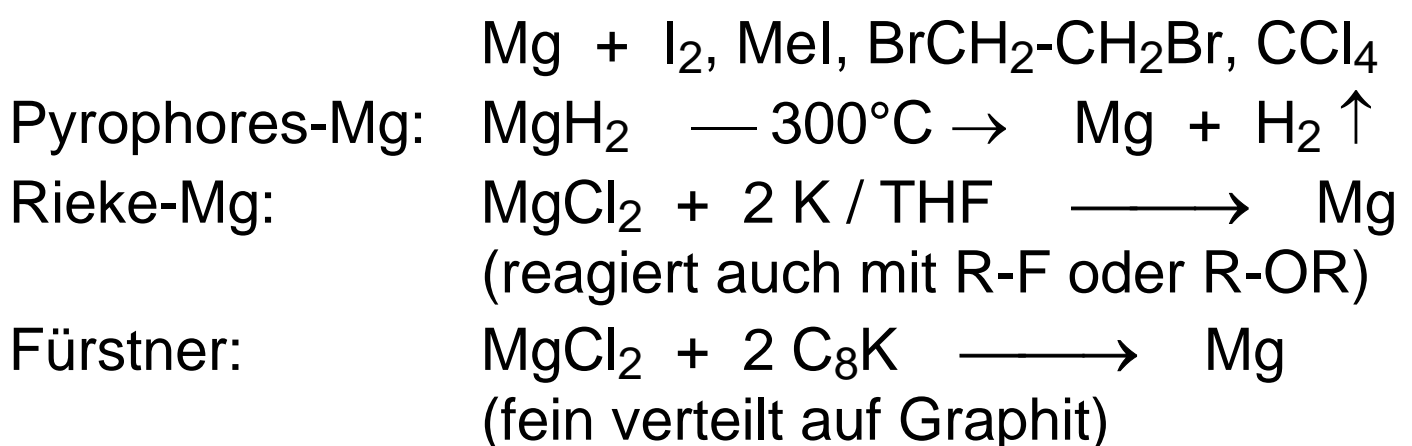 Mg + I₂, MeI, BrCH₂-CH₂Br, CCl₄
Pyrophores-Mg: MgH₂ — 300°C → Mg + H₂ ↑
Rieke-Mg: MgCl₂ + 2 K / THF ⟶ Mg
(reagiert auch mit R-F oder R-OR)
Fürstner: MgCl₂ + 2 C₈K ⟶ Mg
(fein verteilt auf Graphit)